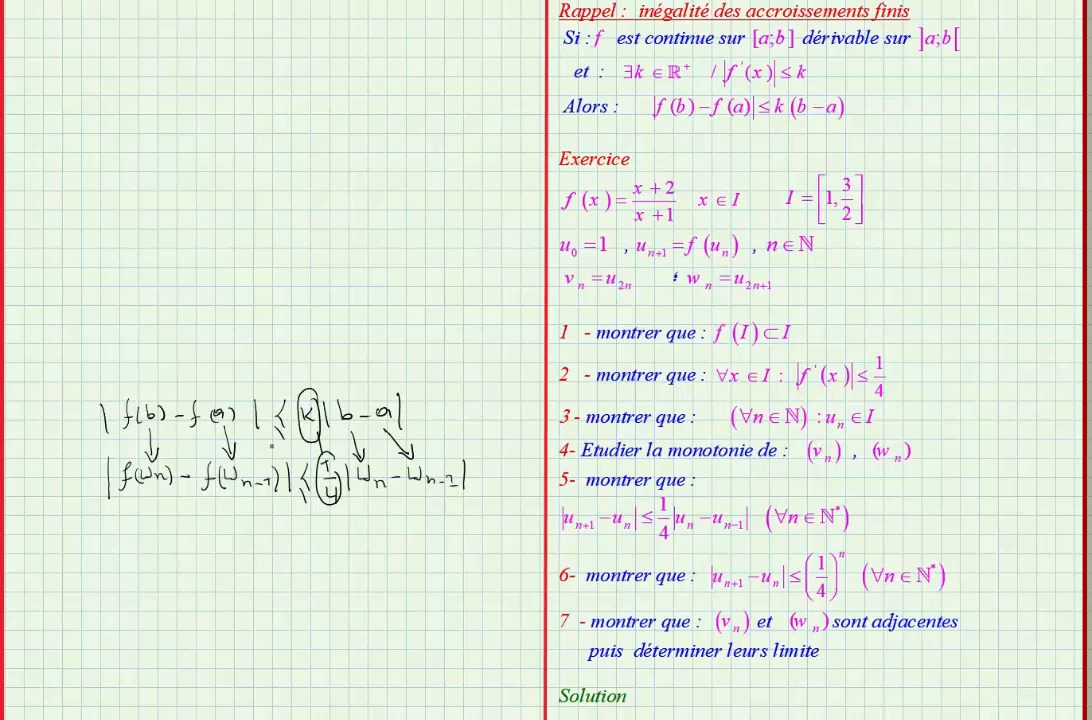 Rappel : inégalité des accroissements finis
Si : f est continue sur [a;b] dérivable sur ]a;b[
et : ∃k ∈ ℝ⁺ / |f '(x)| ≤ k
Alors : |f(b) − f(a)| ≤ k(b − a)
Exercice
f(x) = (x+2)/(x+1) x ∈ I I = [1, 3/2]
u₀ = 1 , uₙ₊₁ = f(uₙ) , n ∈ ℕ
vₙ = u₂ₙ ; wₙ = u₂ₙ₊₁
1 - montrer que : f(I) ⊂ I
2 - montrer que : ∀x ∈ I : |f '(x)| ≤ 1/4
3 - montrer que : (∀n ∈ ℕ) : uₙ ∈ I
4- Etudier la monotonie de : (vₙ) , (wₙ)
5- montrer que :
|uₙ₊₁ − uₙ| ≤ 1/4 |uₙ − uₙ₋₁| (∀n ∈ ℕ*)
6- montrer que : |uₙ₊₁ − uₙ| ≤ (1/4)ⁿ (∀n ∈ ℕ*)
7 - montrer que : (vₙ) et (wₙ) sont adjacentes
puis déterminer leurs limite
Solution
| f(b) − f(a) | ≤ k | b − a |
| f(uₙ) − f(uₙ₋₁) | ≤ 1/4 | uₙ − uₙ₋₁ |